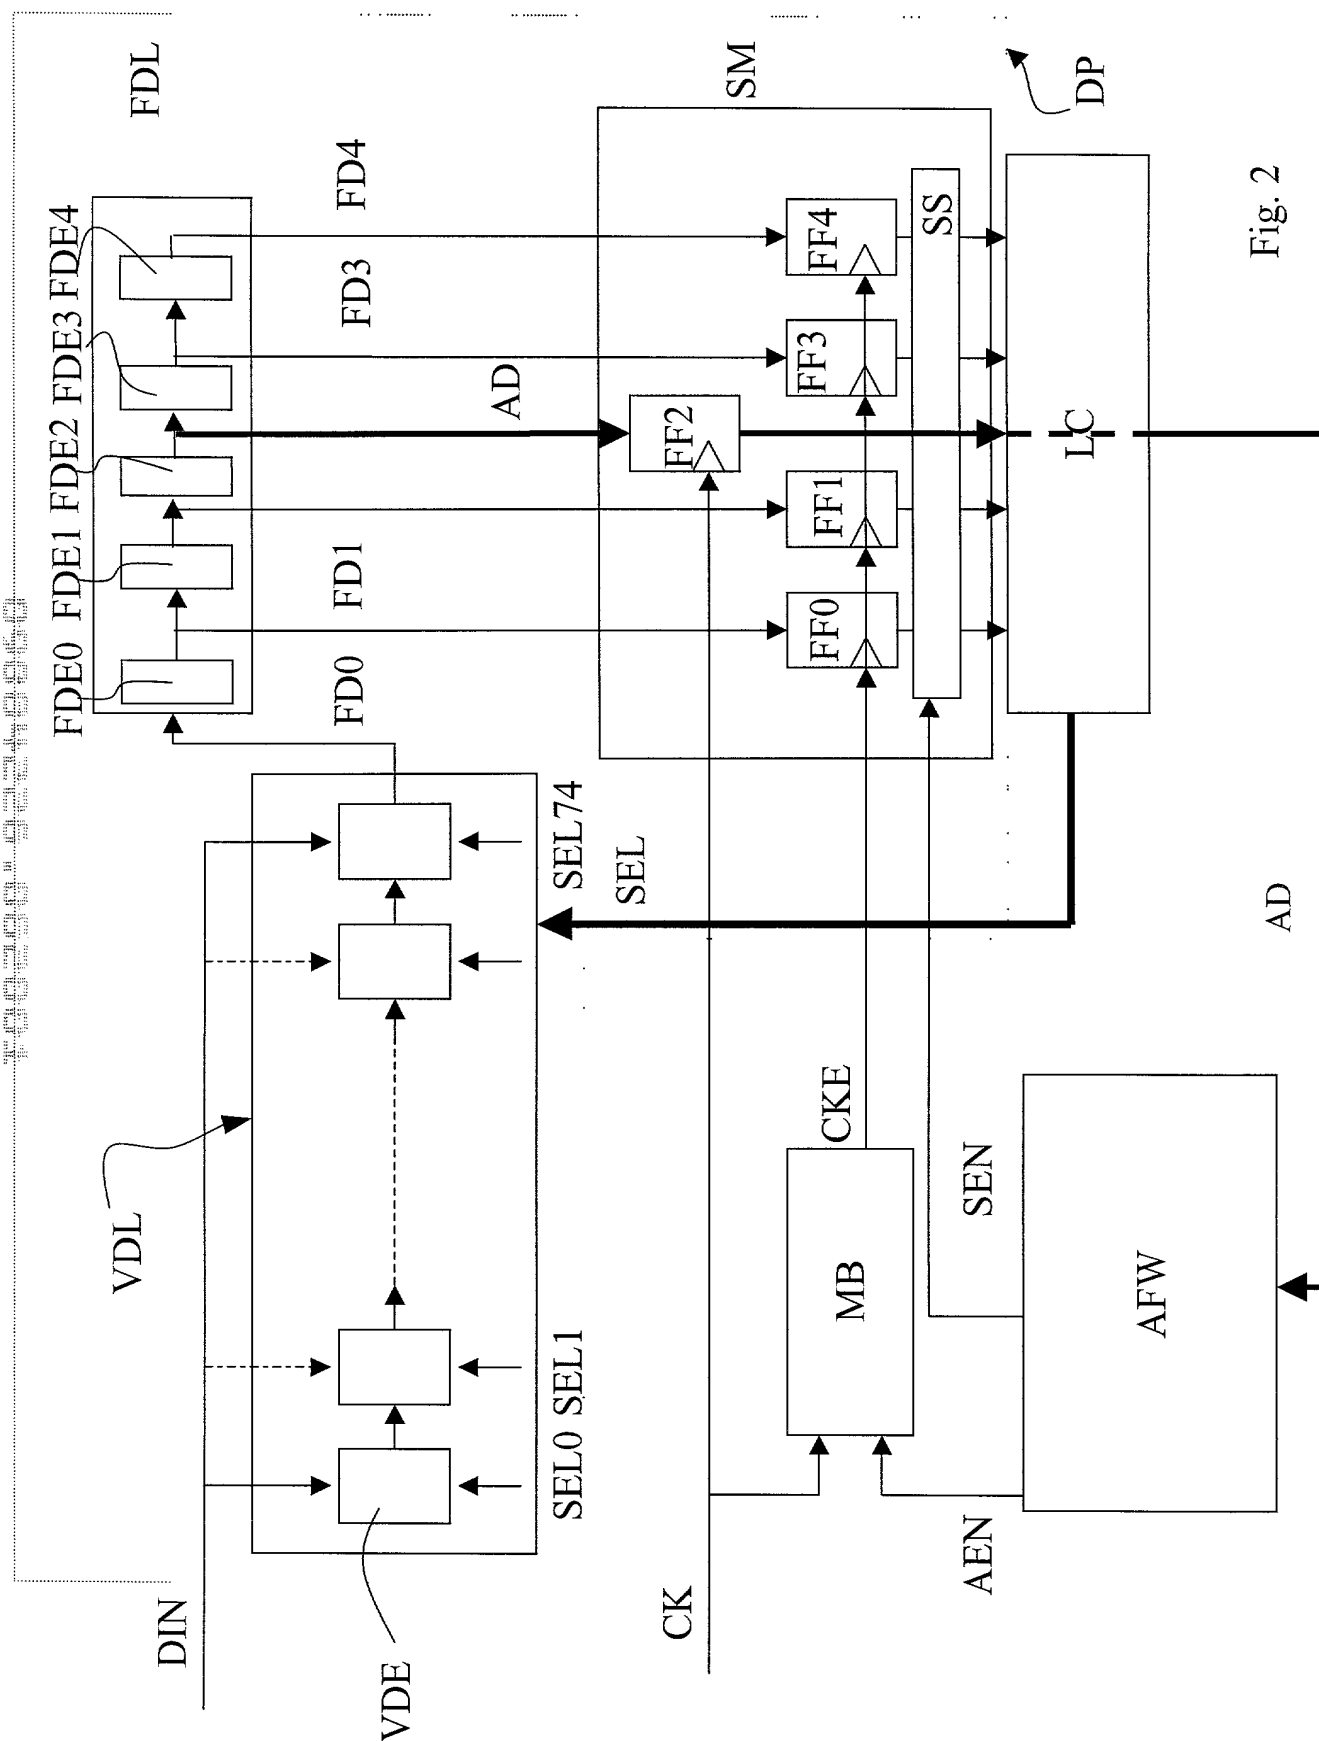 FDL
FDE0 FDE1 FDE2 FDE3 FDE4
DIN
VDL
VDE
FD0
FD1
FD3
FD4
AD
SEL0 SEL1
SEL74
SEL
SM
FF2
CK
FF0
FF1
FF3
FF4
MB
CKE
SS
AEN
SEN
DP
LC
AFW
AD
Fig. 2